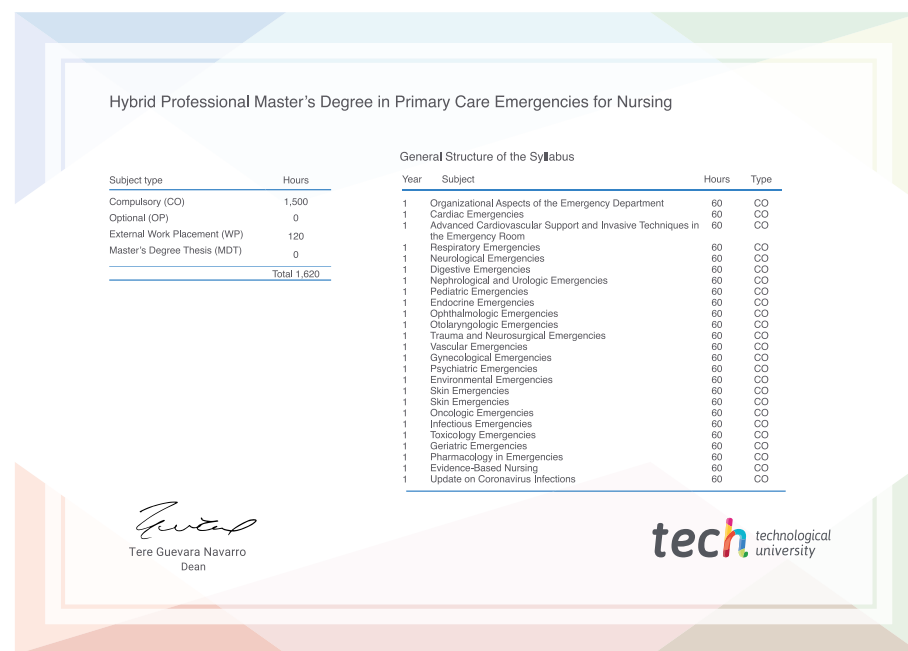 Hybrid Professional Master's Degree in Primary Care Emergencies for Nursing
Subject type Hours
Compulsory (CO) 1,500
Optional (OP) 0
External Work Placement (WP) 120
Master's Degree Thesis (MDT) 0
Total 1,620
General Structure of the Syllabus
Year Subject Hours Type
1 Organizational Aspects of the Emergency Department 60 CO
1 Cardiac Emergencies 60 CO
1 Advanced Cardiovascular Support and Invasive Techniques in 60 CO
the Emergency Room
1 Respiratory Emergencies 60 CO
1 Neurological Emergencies 60 CO
1 Digestive Emergencies 60 CO
1 Nephrological and Urologic Emergencies 60 CO
1 Pediatric Emergencies 60 CO
1 Endocrine Emergencies 60 CO
1 Ophthalmologic Emergencies 60 CO
1 Otolaryngologic Emergencies 60 CO
1 Trauma and Neurosurgical Emergencies 60 CO
1 Vascular Emergencies 60 CO
1 Gynecological Emergencies 60 CO
1 Psychiatric Emergencies 60 CO
1 Environmental Emergencies 60 CO
1 Skin Emergencies 60 CO
1 Skin Emergencies 60 CO
1 Oncologic Emergencies 60 CO
1 Infectious Emergencies 60 CO
1 Toxicology Emergencies 60 CO
1 Geriatric Emergencies 60 CO
1 Pharmacology in Emergencies 60 CO
1 Evidence-Based Nursing 60 CO
1 Update on Coronavirus Infections 60 CO
Tere Guevara Navarro
Dean
tech technological
university